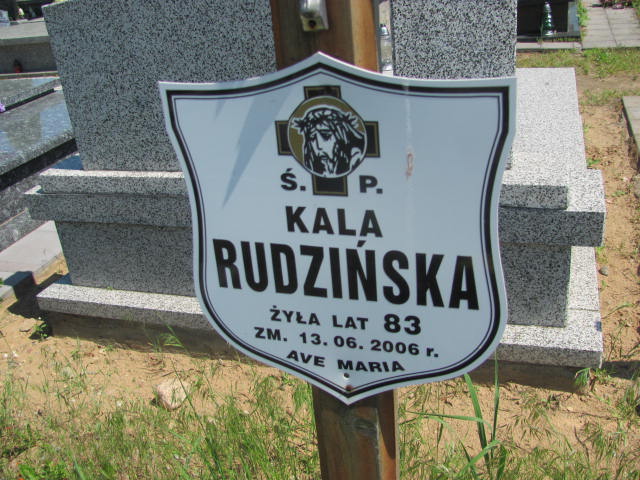 Ś. P.
KALA
RUDZIŃSKA
ŻYŁA LAT 83
ZM. 13. 06. 2006 r.
AVE MARIA